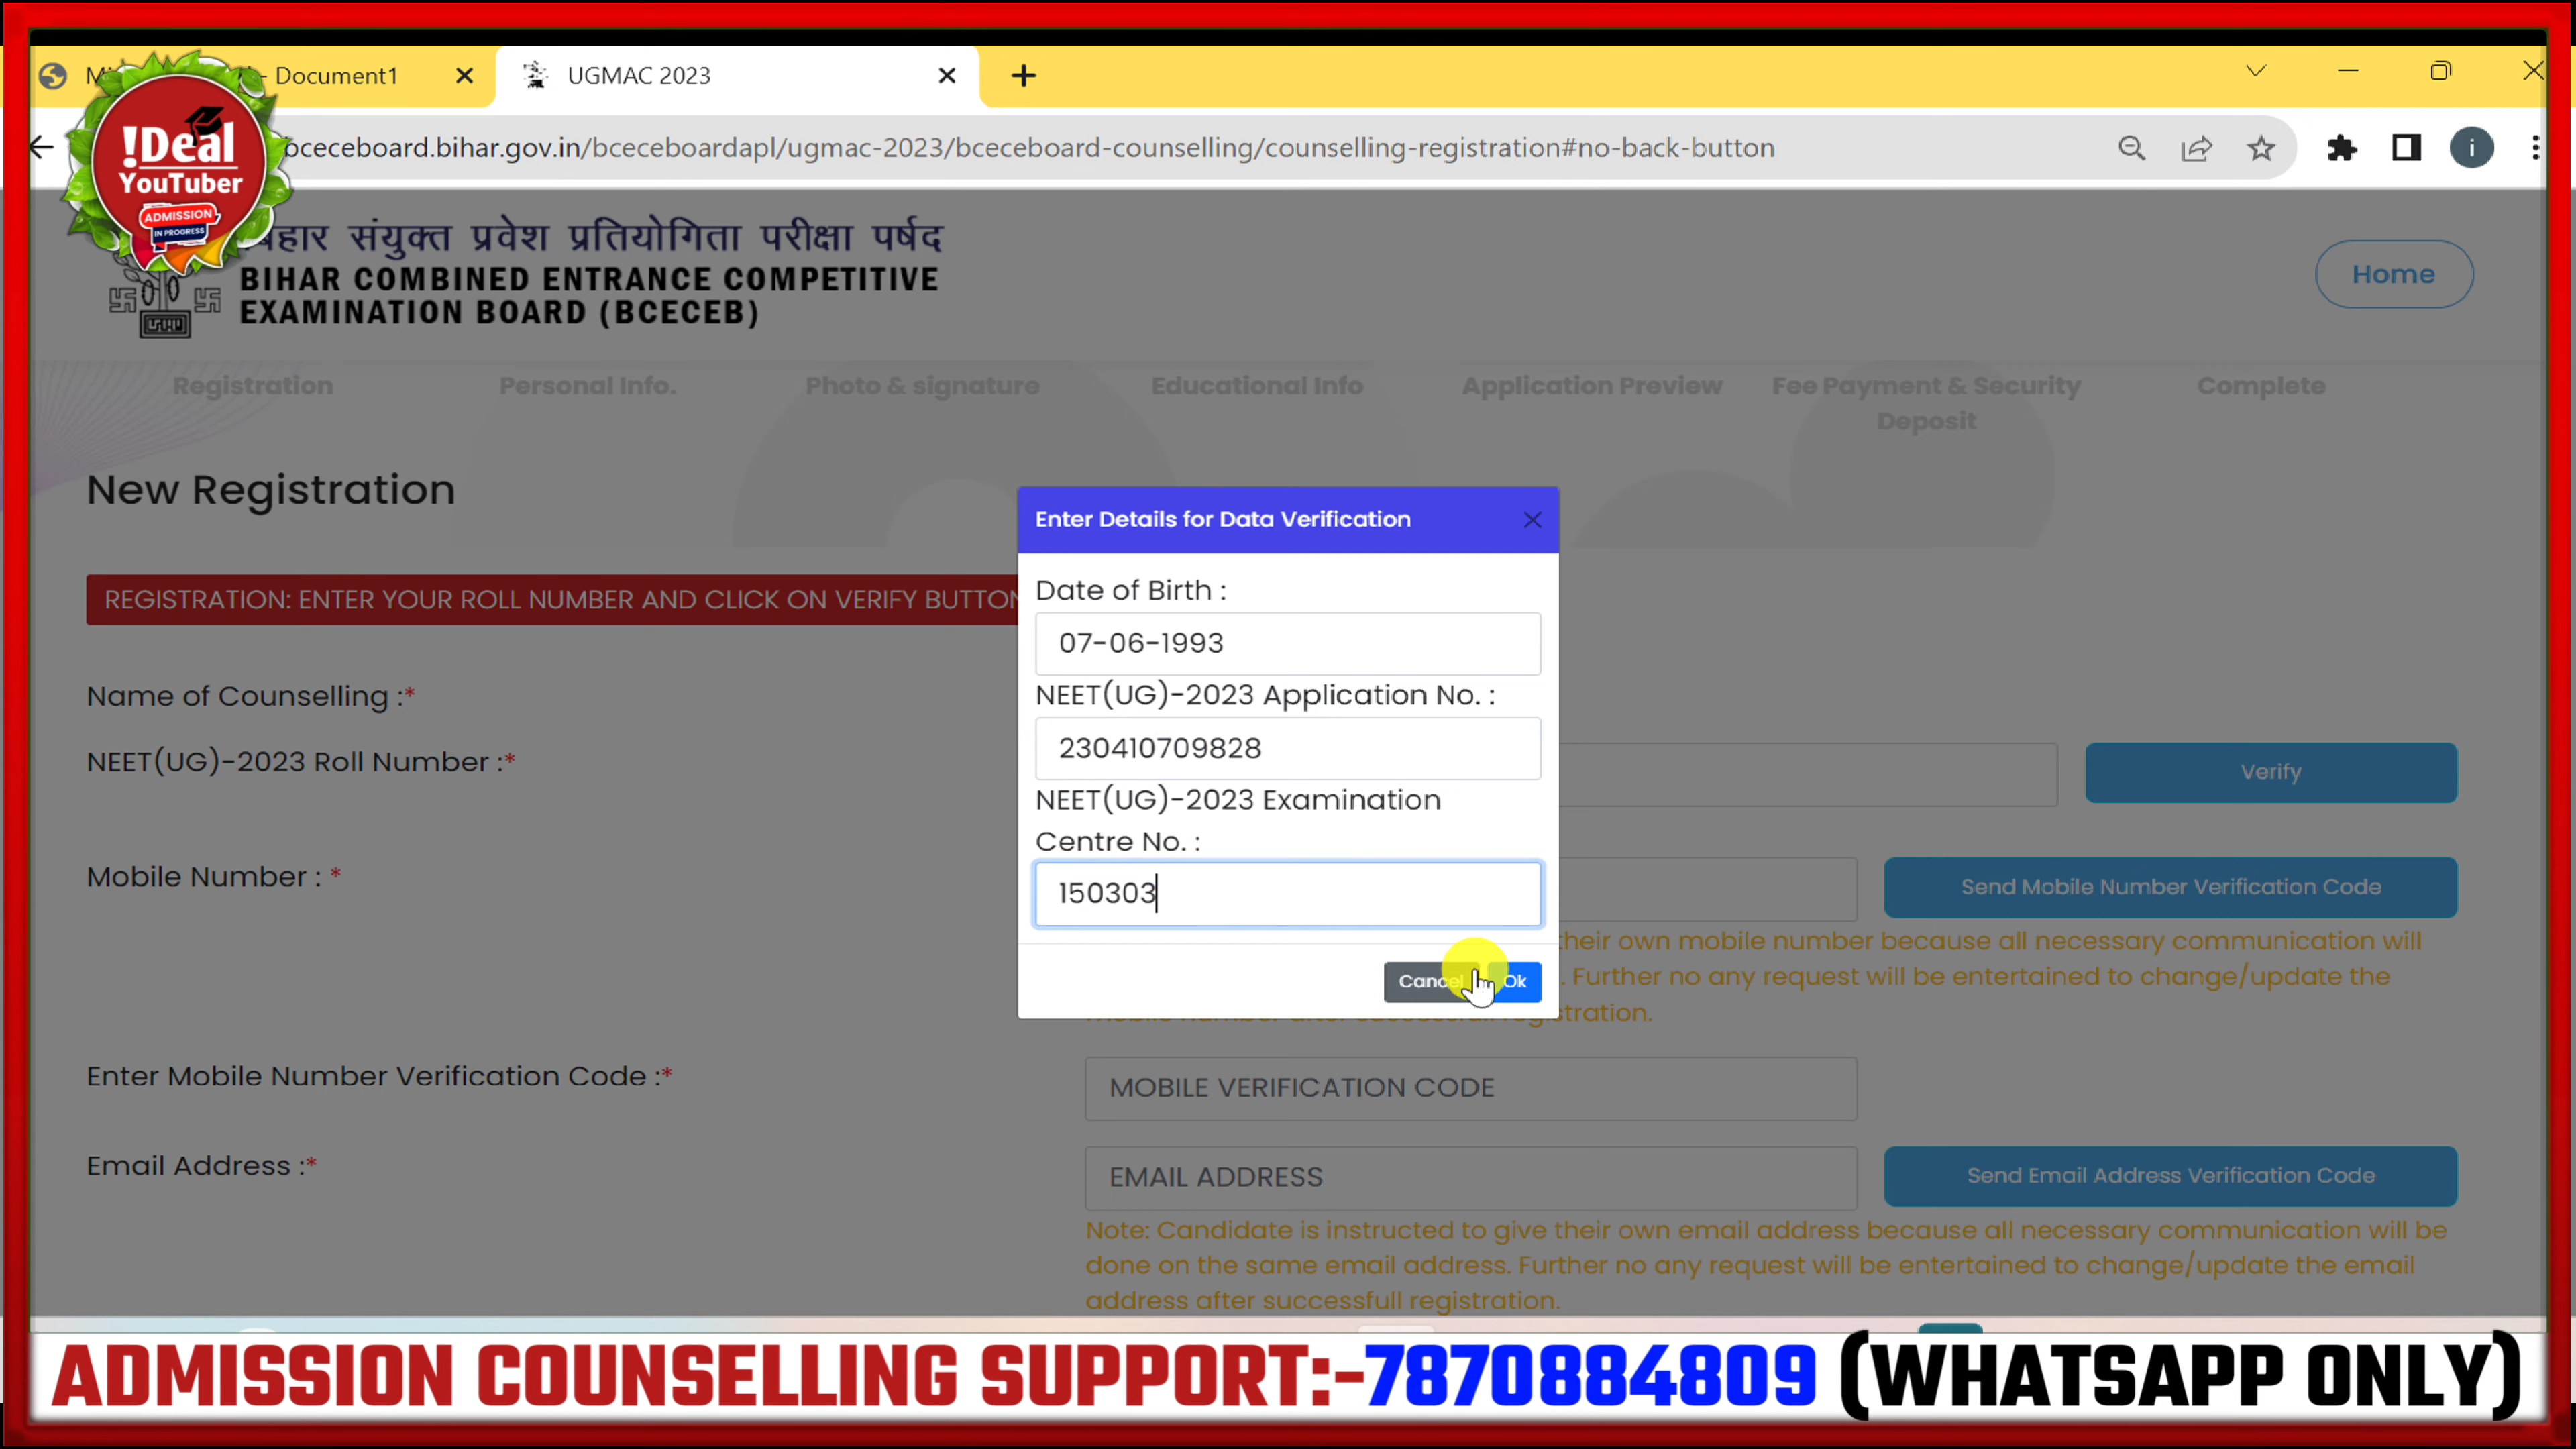 - Document1
UGMAC 2023
bceceboard.bihar.gov.in/bceceboardapl/ugmac-2023/bceceboard-counselling/counselling-registration#no-back-button
i
!Deal
YouTuber
ADMISSION
IN PROGRESS
संयुक्त प्रवेश प्रतियोगिता परीक्षा पर्षद
BIHAR COMBINED ENTRANCE COMPETITIVE
EXAMINATION BOARD (BCECEB)
Home
Registration
Personal Info.
Photo & signature
Educational Info
Application Preview
Fee Payment & Security
Deposit
Complete
New Registration
REGISTRATION: ENTER YOUR ROLL NUMBER AND CLICK ON VERIFY BUTTON
Enter Details for Data Verification
Date of Birth :
07-06-1993
NEET(UG)-2023 Application No. :
230410709828
NEET(UG)-2023 Examination
Centre No. :
150303
Cancel
Ok
Name of Counselling :*
NEET(UG)-2023 Roll Number :*
Verify
Mobile Number : *
Send Mobile Number Verification Code
their own mobile number because all necessary communication will
. Further no any request will be entertained to change/update the
Enter Mobile Number Verification Code :*
MOBILE VERIFICATION CODE
Email Address :*
EMAIL ADDRESS
Send Email Address Verification Code
Note: Candidate is instructed to give their own email address because all necessary communication will be
done on the same email address. Further no any request will be entertained to change/update the email
address after successfull registration.
ADMISSION COUNSELLING SUPPORT:-7870884809 (WHATSAPP ONLY)